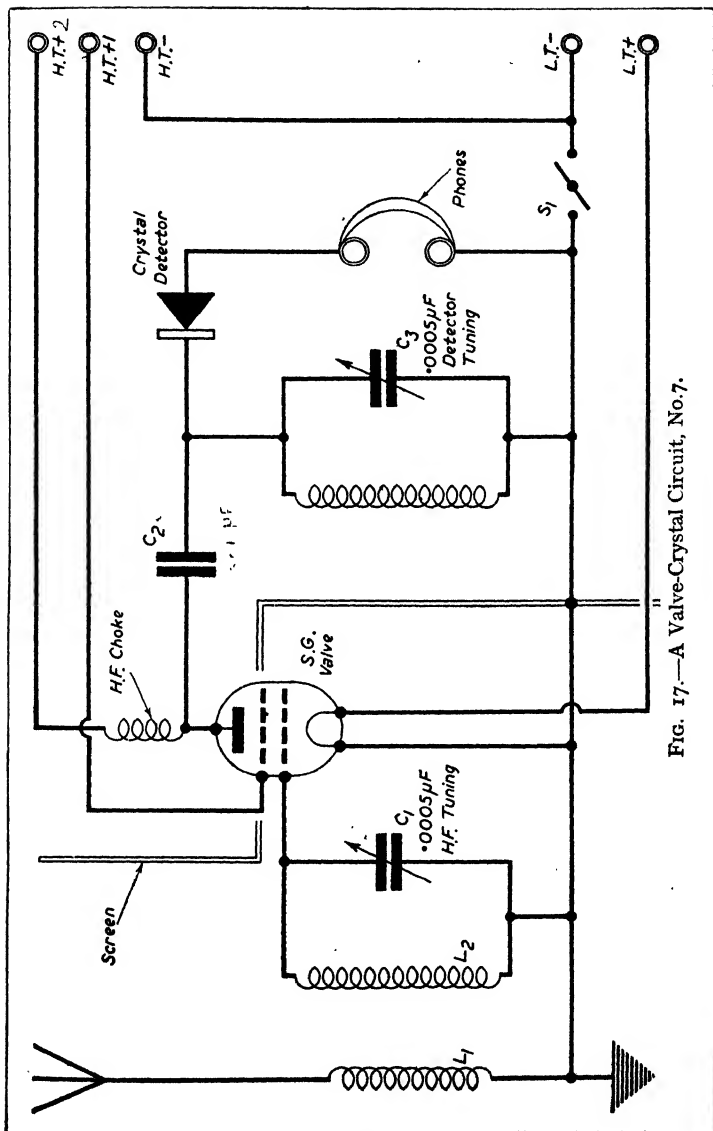 H.T.+2
H.T.+1
H.T.-
L.T.-
L.T.+
H.F. Choke
C2
µF
Crystal
Detector
Phones
S1
C3
·0005µF
Detector
Tuning
S.G.
Valve
Screen
C1
·0005µF
H.F. Tuning
L2
L1
FIG. 17.—A Valve-Crystal Circuit, No.7.